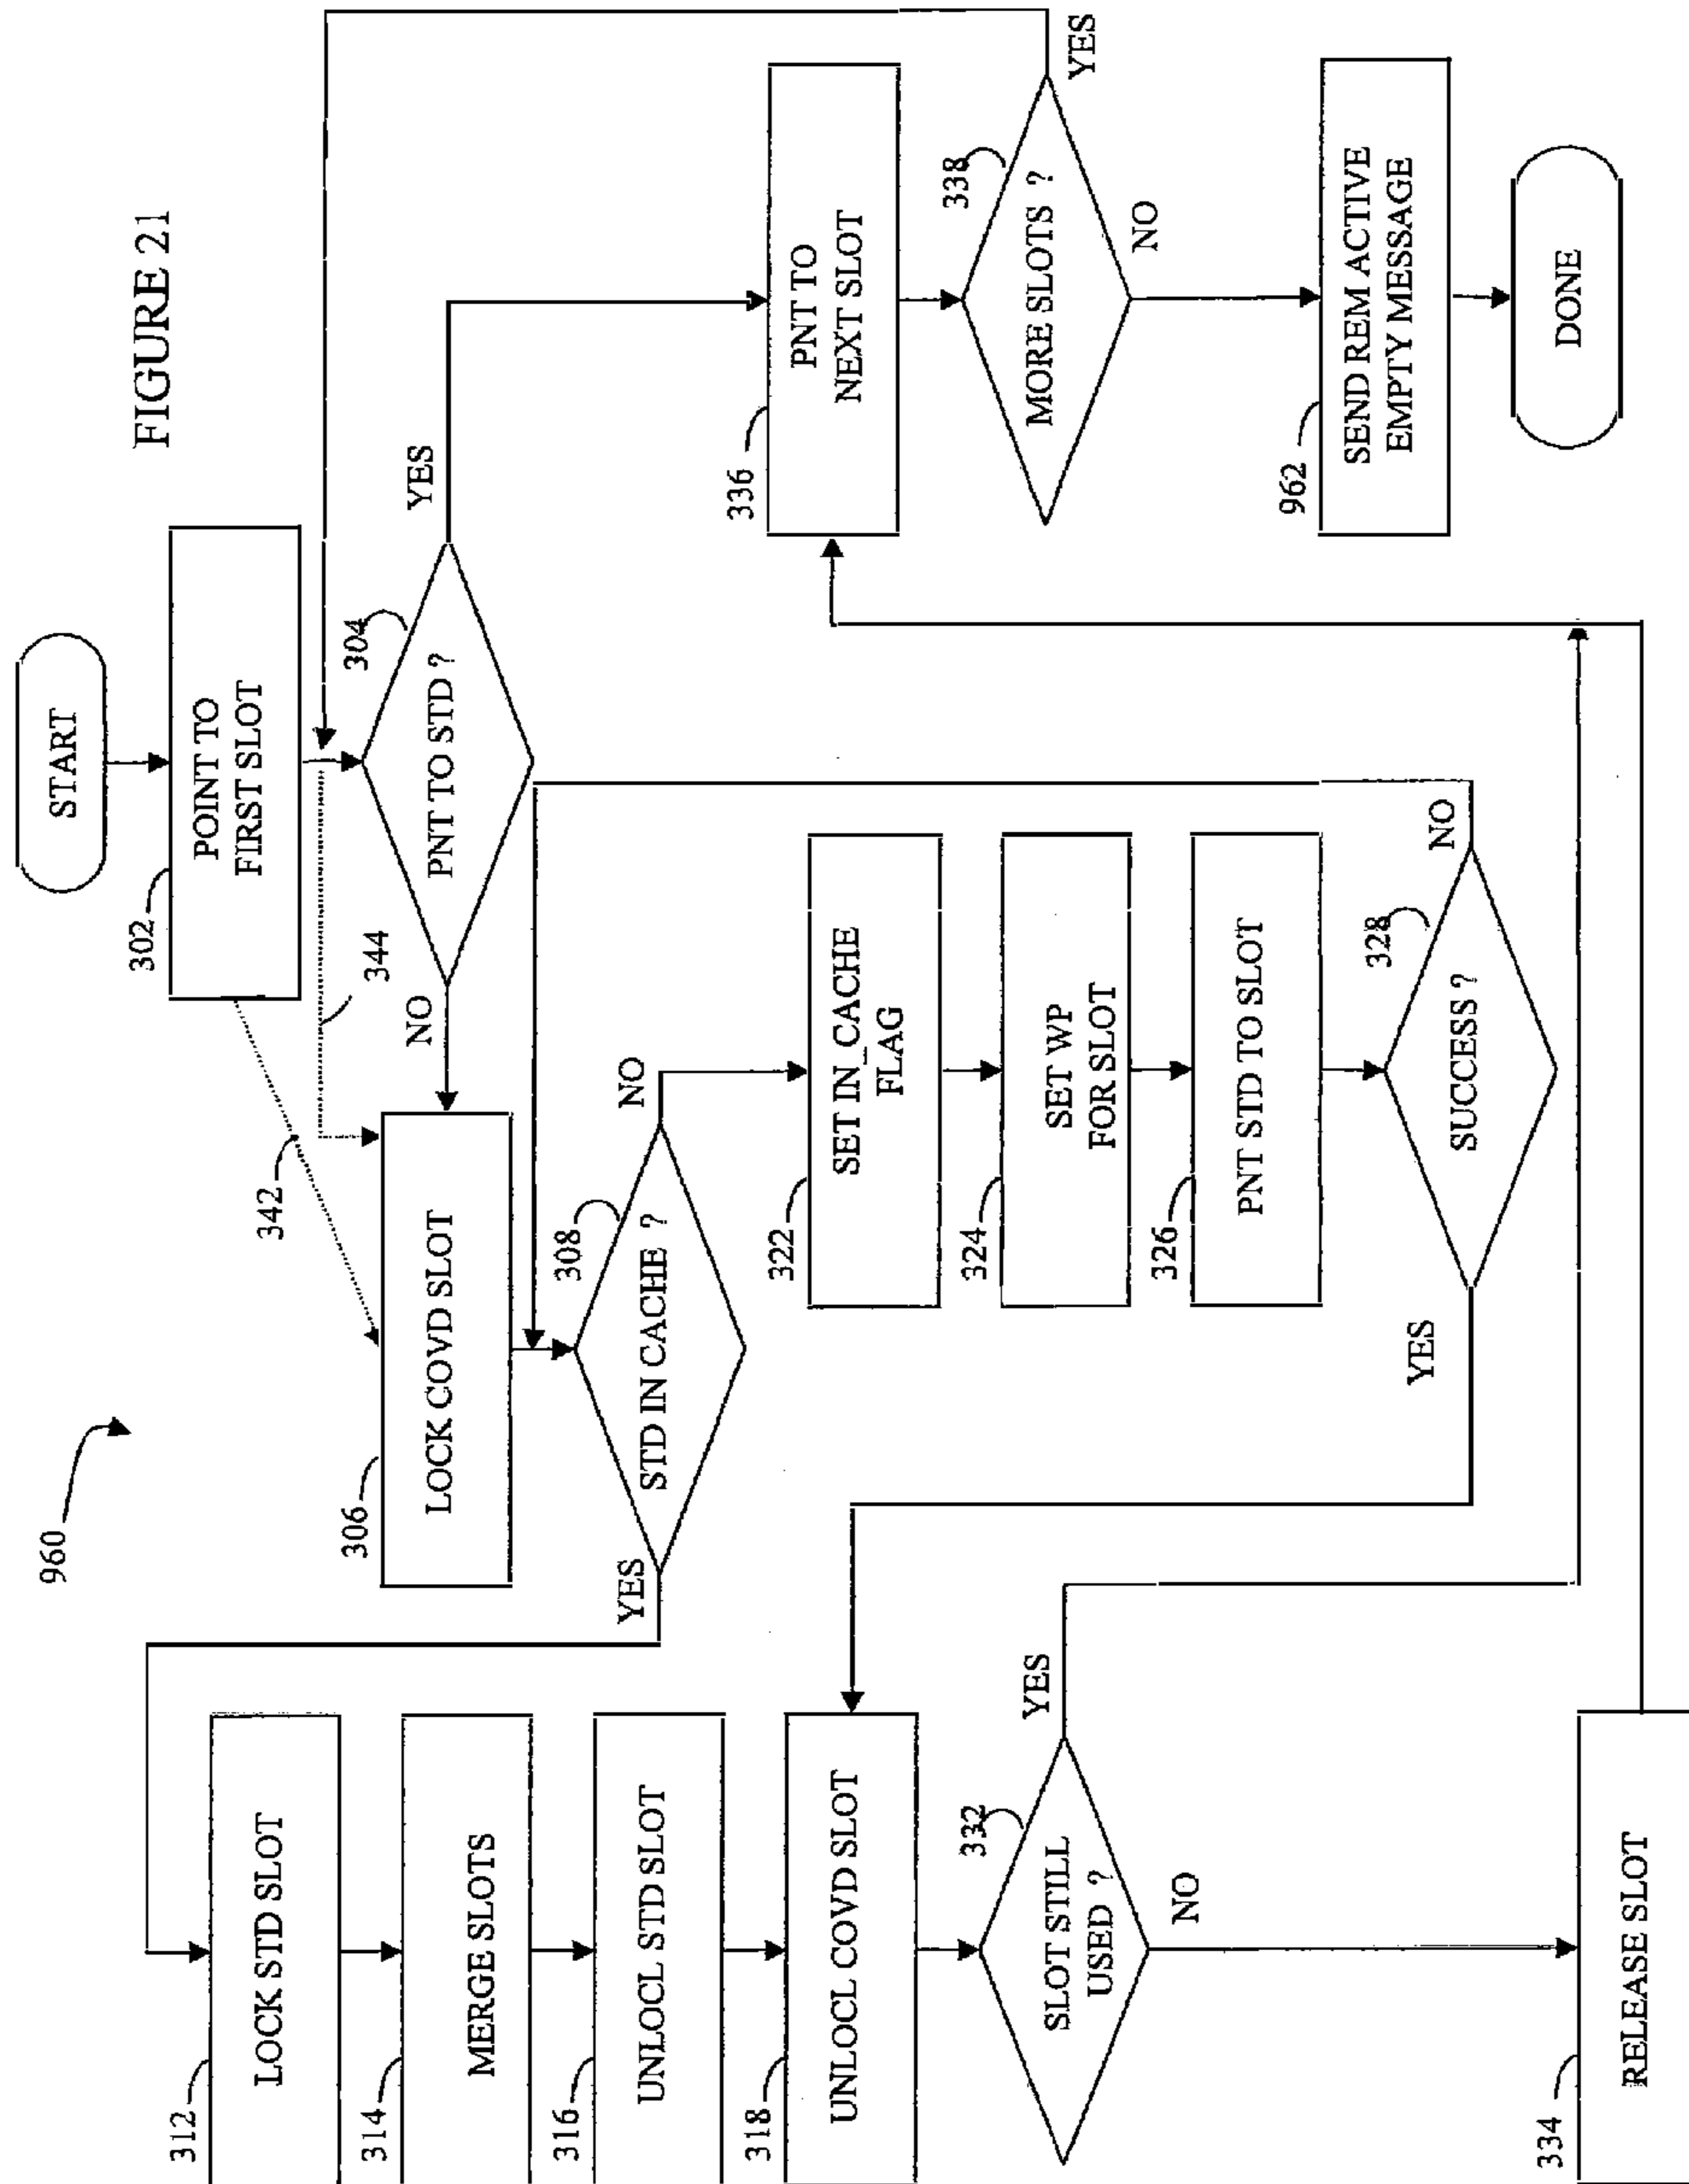 FIGURE 21
960
START
302
POINT TO
FIRST SLOT
342
344
304
PNT TO STD ?
NO
YES
306
LOCK COVD SLOT
308
STD IN CACHE ?
YES
NO
312
LOCK STD SLOT
314
MERGE SLOTS
316
UNLOCL STD SLOT
318
UNLOCL COVD SLOT
322
SET IN_CACHE
FLAG
324
SET WP
FOR SLOT
326
PNT STD TO SLOT
328
SUCCESS ?
YES
NO
332
SLOT STILL
USED ?
YES
NO
334
RELEASE SLOT
336
PNT TO
NEXT SLOT
338
MORE SLOTS ?
YES
NO
962
SEND REM ACTIVE
EMPTY MESSAGE
DONE